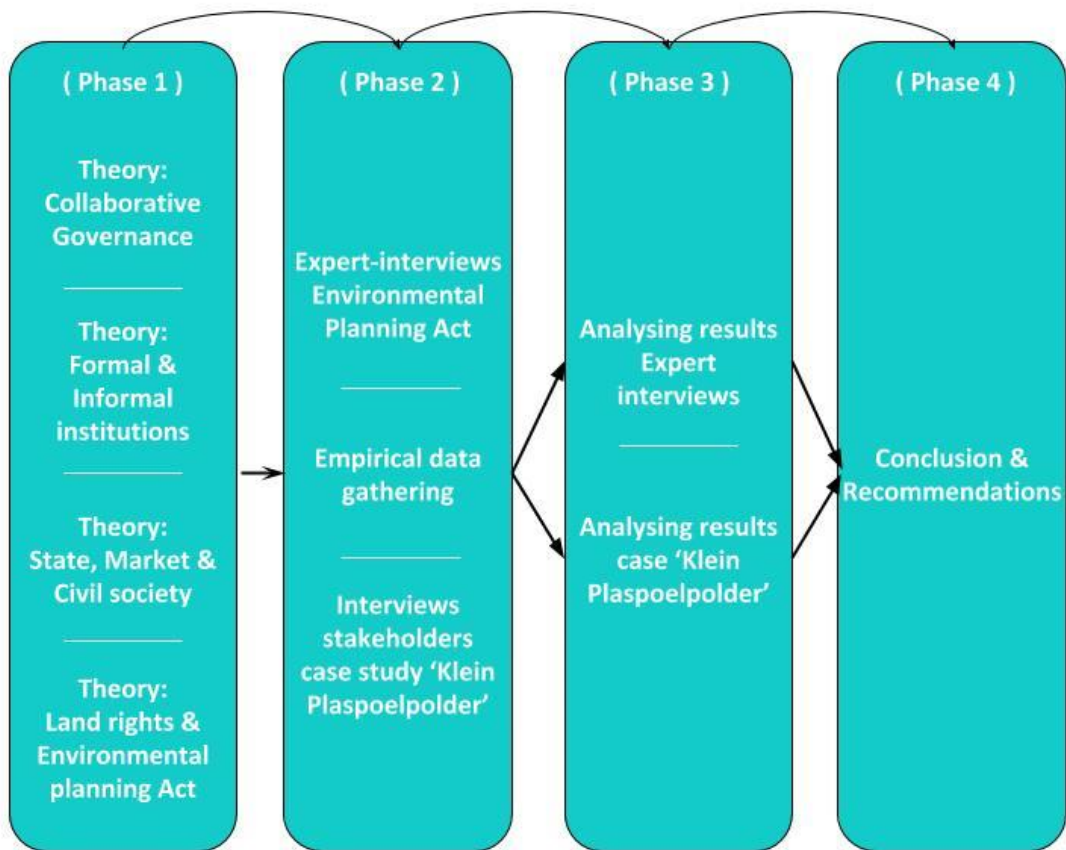 ( Phase 1 )
Theory:
Collaborative
Governance
Theory:
Formal &
Informal
institutions
Theory:
State, Market &
Civil society
Theory:
Land rights &
Environmental
planning Act
( Phase 2 )
Expert-interviews
Environmental
Planning Act
Empirical data
gathering
Interviews
stakeholders
case study ‘Klein
Plaspoelpolder’
( Phase 3 )
Analysing results
Expert
interviews
Analysing results
case ‘Klein
Plaspoelpolder’
( Phase 4 )
Conclusion &
Recommendations